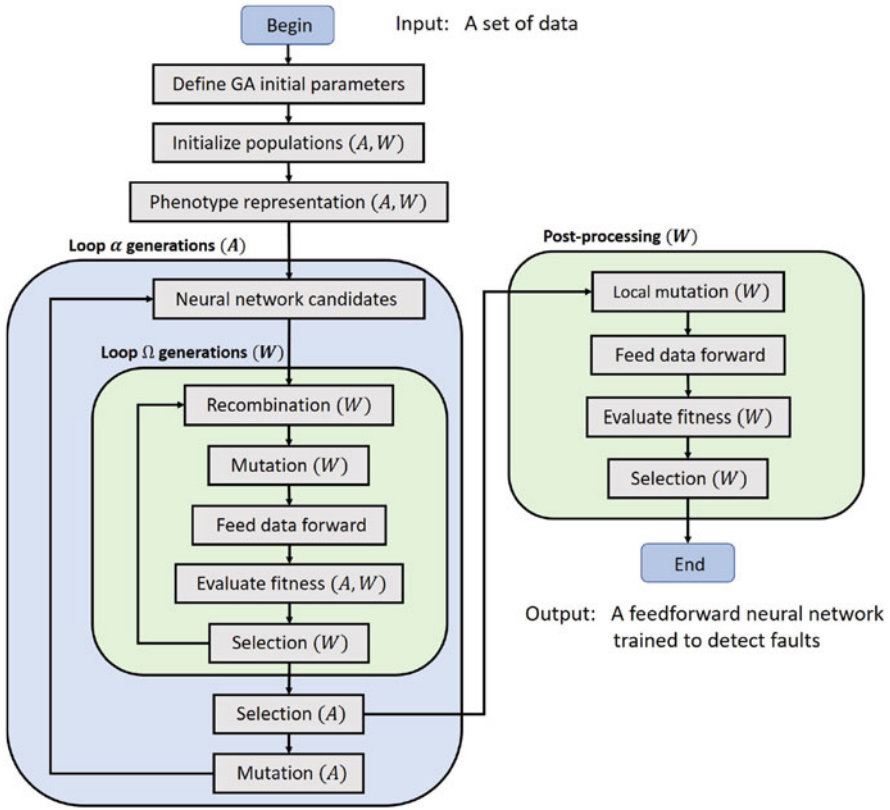 Begin
Input: A set of data
Define GA initial parameters
Initialize populations (A, W)
Phenotype representation (A, W)
Loop α generations (A)
Neural network candidates
Loop Ω generations (W)
Recombination (W)
Mutation (W)
Feed data forward
Evaluate fitness (A, W)
Selection (W)
Selection (A)
Mutation (A)
Post-processing (W)
Local mutation (W)
Feed data forward
Evaluate fitness (W)
Selection (W)
End
Output: A feedforward neural network
trained to detect faults